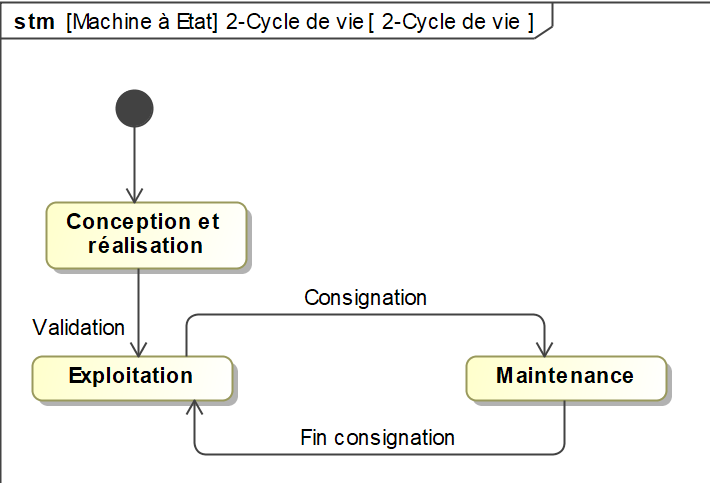 stm [Machine à Etat] 2-Cycle de vie [ 2-Cycle de vie ]
Conception et
réalisation
Validation
Consignation
Exploitation
Maintenance
Fin consignation